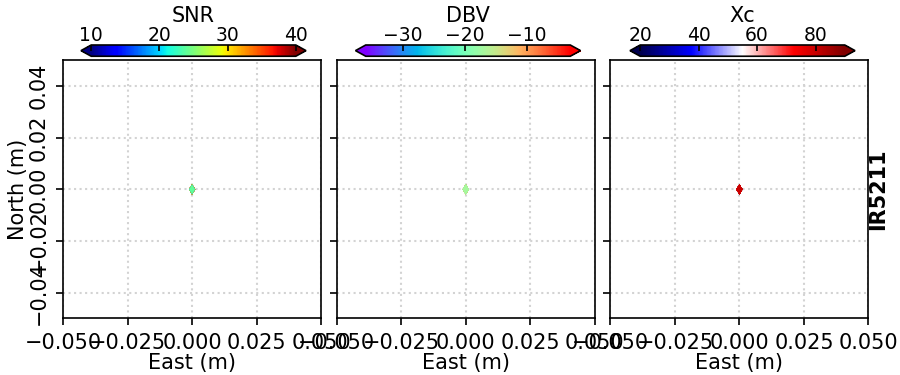 SNR DBV Xc
10 20 30 40 −30 −20 −10 20 40 60 80
0.04
0.02
0.00
−0.02
−0.04
North (m)
IR5211
−0.050 −0.025 0.000 0.025 0.050 −0.050 −0.025 0.000 0.025 0.050 −0.050 −0.025 0.000 0.025 0.050
East (m) East (m) East (m)